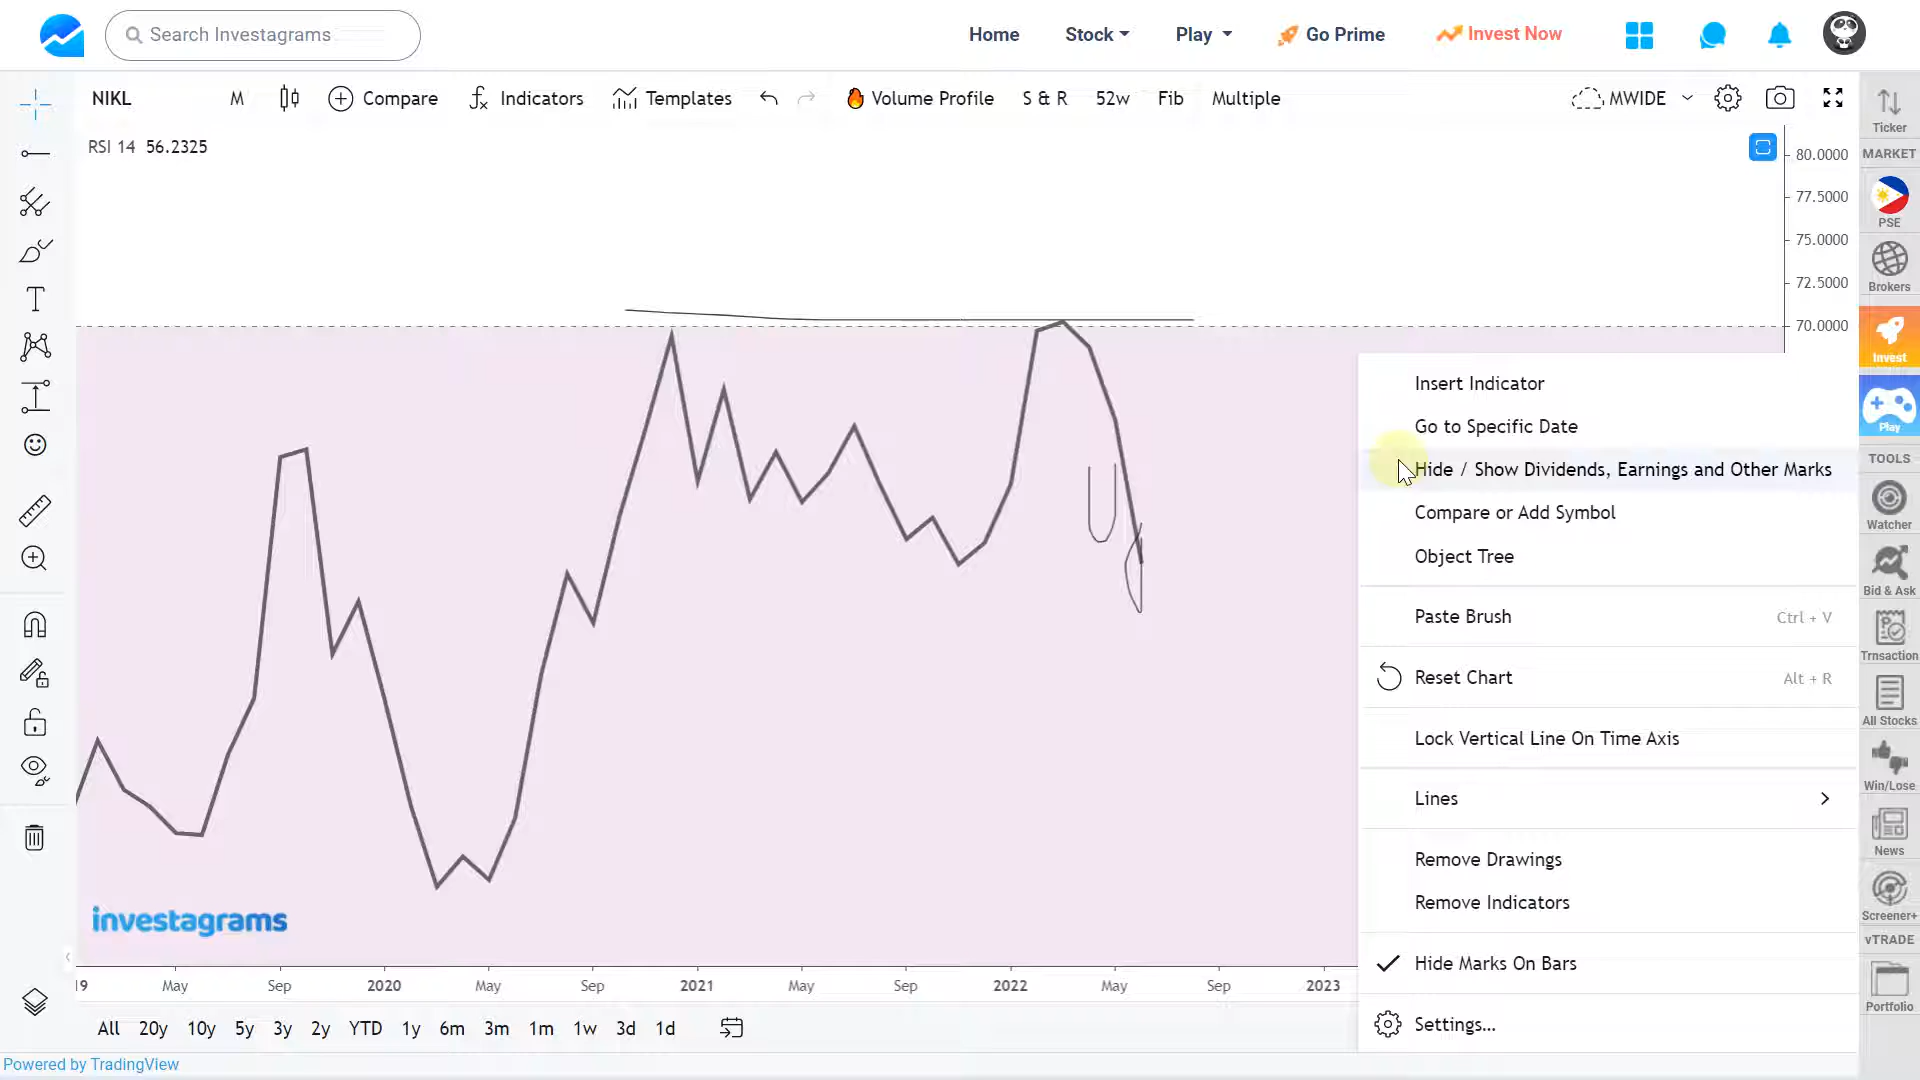 Search Investagrams
Home
Stock
Play
Go Prime
Invest Now
NIKL
M
Compare
Indicators
Templates
Volume Profile
S & R
52w
Fib
Multiple
MWIDE
RSI 14 56.2325
80.0000
77.5000
75.0000
72.5000
70.0000
Insert Indicator
Go to Specific Date
Hide / Show Dividends, Earnings and Other Marks
Compare or Add Symbol
Object Tree
Paste Brush Ctrl + V
Reset Chart Alt + R
Lock Vertical Line On Time Axis
Lines
Remove Drawings
Remove Indicators
Hide Marks On Bars
Settings...
investagrams
19 May Sep 2020 May Sep 2021 May Sep 2022 May Sep 2023
All 20y 10y 5y 3y 2y YTD 1y 6m 3m 1m 1w 3d 1d
Powered by TradingView
Ticker
MARKET
PSE
Brokers
Invest
Play
TOOLS
Watcher
Bid & Ask
Trnsaction
All Stocks
Win/Lose
News
Screener+
vTRADE
Portfolio